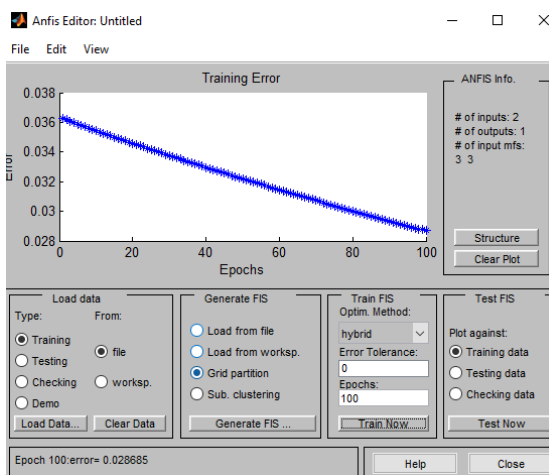 Anfis Editor: Untitled
File Edit View
Training Error
0.038
0.036
0.034
0.032
0.03
0.028
Error
0 20 40 60 80 100
Epochs
ANFIS Info.
# of inputs: 2
# of outputs: 1
# of input mfs:
3 3
Structure
Clear Plot
Load data
Type: From:
Training
Testing
Checking
Demo
file
worksp.
Load Data... Clear Data
Generate FIS
Load from file
Load from worksp.
Grid partition
Sub. clustering
Generate FIS ...
Train FIS
Optim. Method:
hybrid
Error Tolerance:
0
Epochs:
100
Train Now
Test FIS
Plot against:
Training data
Testing data
Checking data
Test Now
Epoch 100:error= 0.028685
Help Close